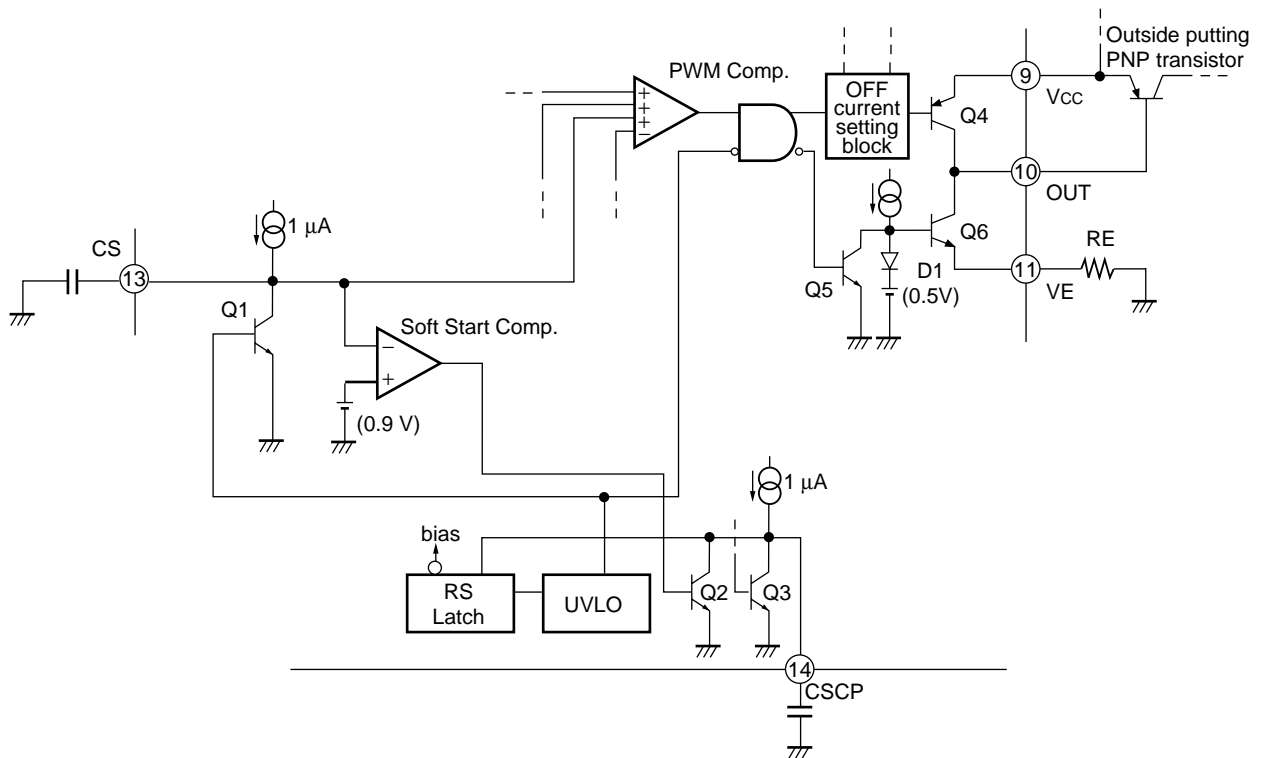 Outside putting
PNP transistor
PWM Comp.
+
+
+
−
OFF
current
setting
block
Q4
9
VCC
10
OUT
1 μA
CS
13
Q1
Soft Start Comp.
−
+
(0.9 V)
Q5
D1
(0.5V)
Q6
11
VE
RE
1 μA
bias
RS
Latch
UVLO
Q2
Q3
14
CSCP